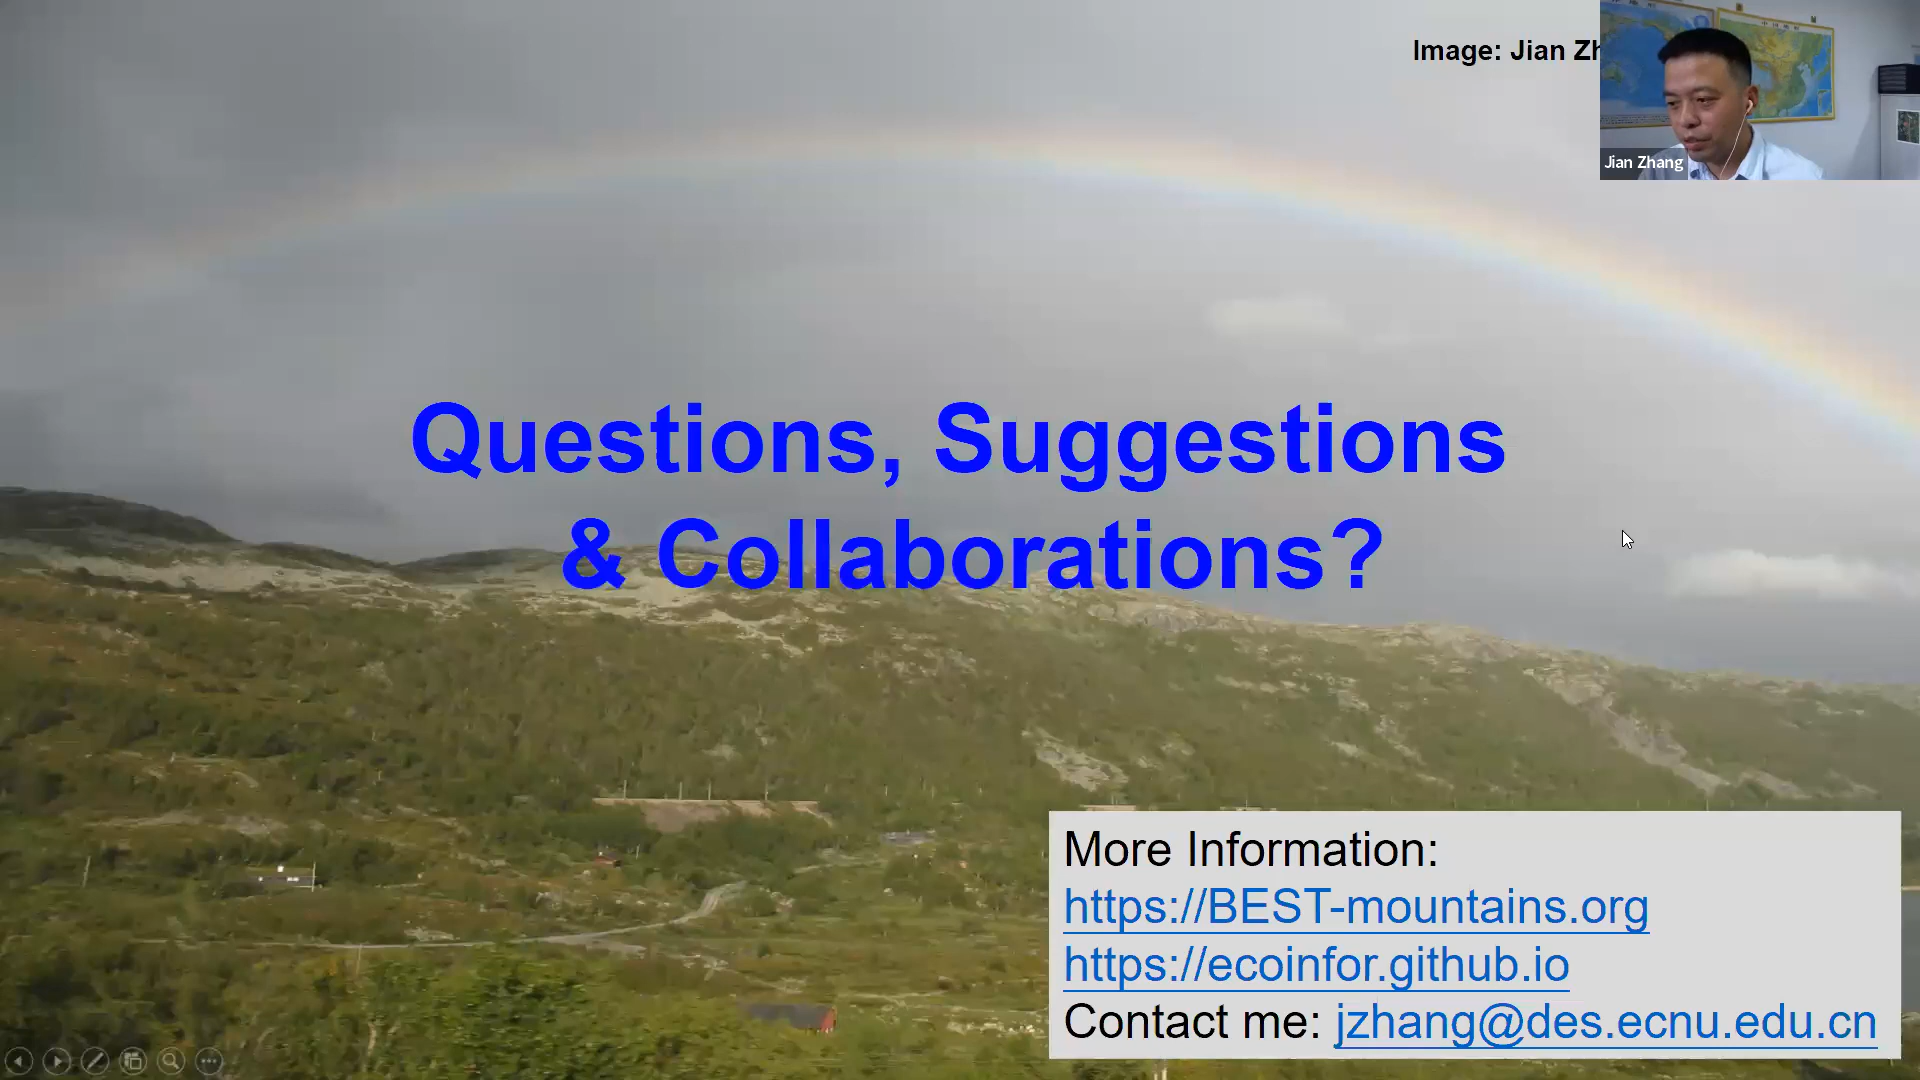 Image: Jian
Jian Zhang
Questions, Suggestions
& Collaborations?
More Information:
https://BEST-mountains.org
https://ecoinfor.github.io
Contact me: jzhang@des.ecnu.edu.cn